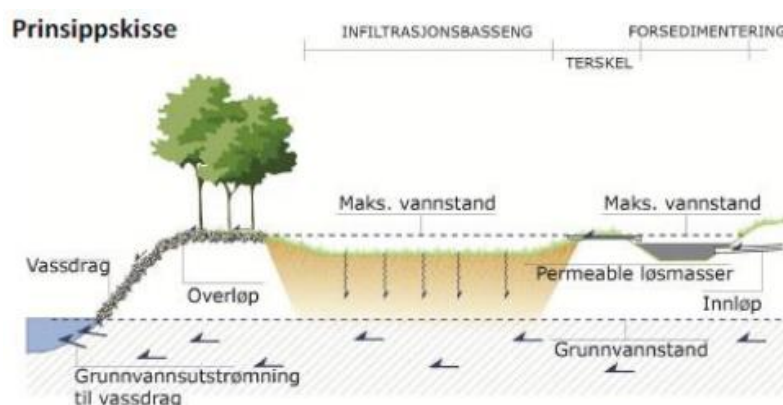 Prinsippskisse
INFILTRASJONSBASSENG
FORSEDIMENTERING
TERSKEL
Maks. vannstand
Maks. vannstand
Vassdrag
Overløp
Permeable løsmasser
Innløp
Grunnvannstand
Grunnvannsutstrømning
til vassdrag